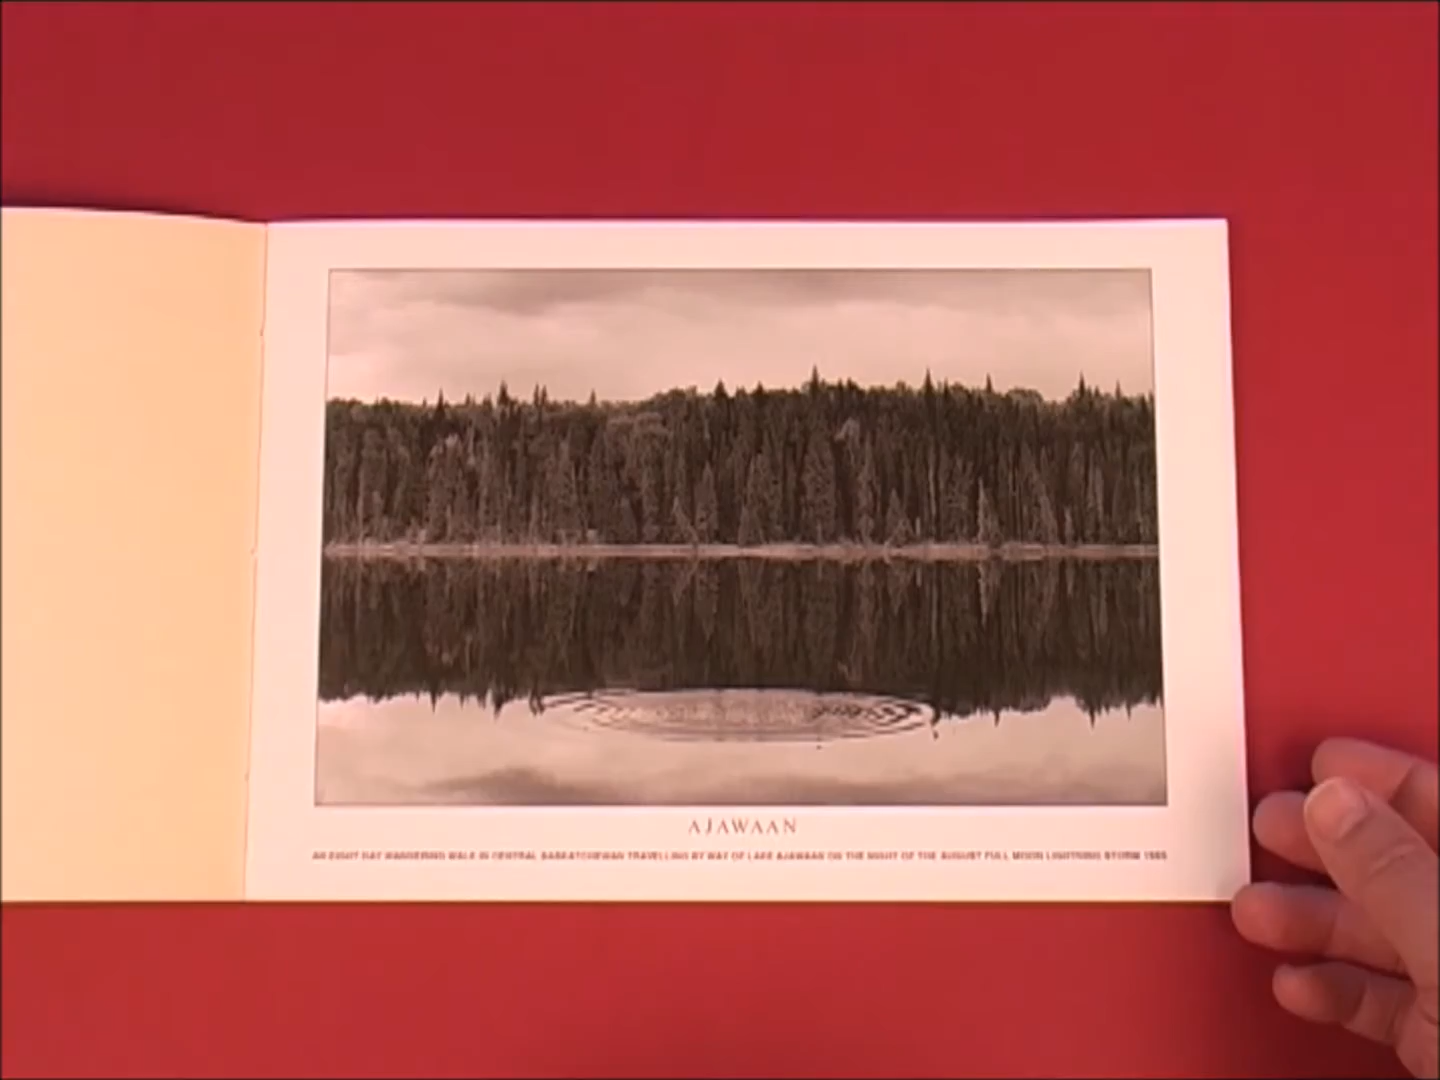 AJAWAAN
AN EIGHT DAY WANDERING WALK IN CENTRAL SASKATCHEWAN TRAVELLING BY WAY OF LAKE AJAWAAN ON THE NIGHT OF THE AUGUST FULL MOON LIGHTNING STORM